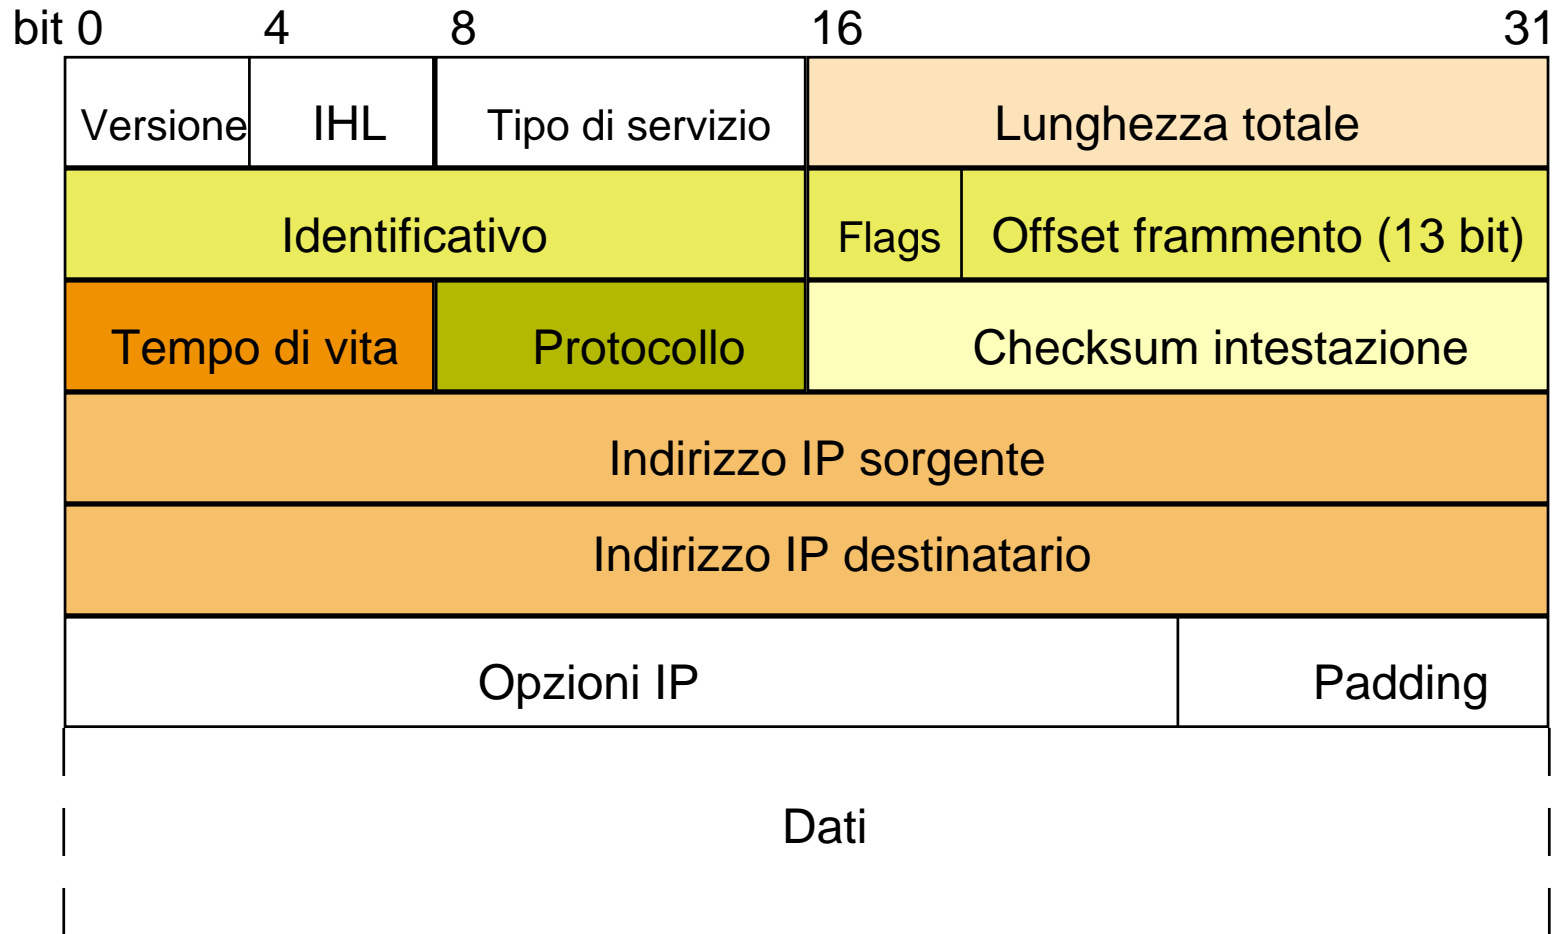 bit 0 4 8 16 31
Versione IHL Tipo di servizio Lunghezza totale
Identificativo Flags Offset frammento (13 bit)
Tempo di vita Protocollo Checksum intestazione
Indirizzo IP sorgente
Indirizzo IP destinatario
Opzioni IP Padding
Dati